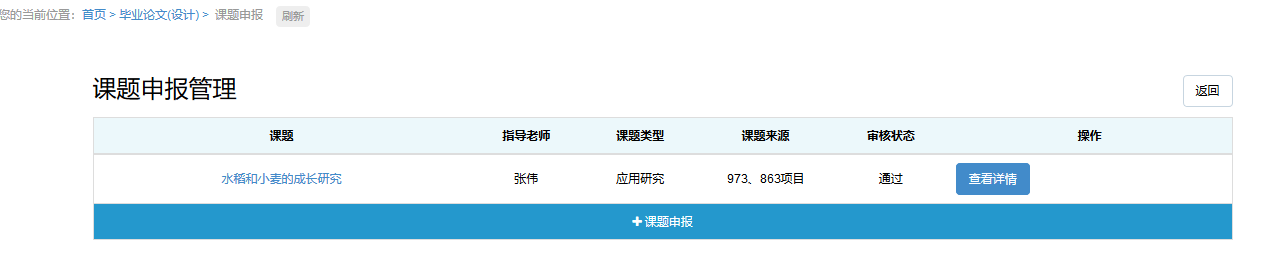 您的当前位置：首页 > 毕业论文(设计) > 课题申报 刷新
课题申报管理 返回
课题 指导老师 课题类型 课题来源 审核状态 操作
水稻和小麦的成长研究 张伟 应用研究 973、863项目 通过 查看详情
课题申报